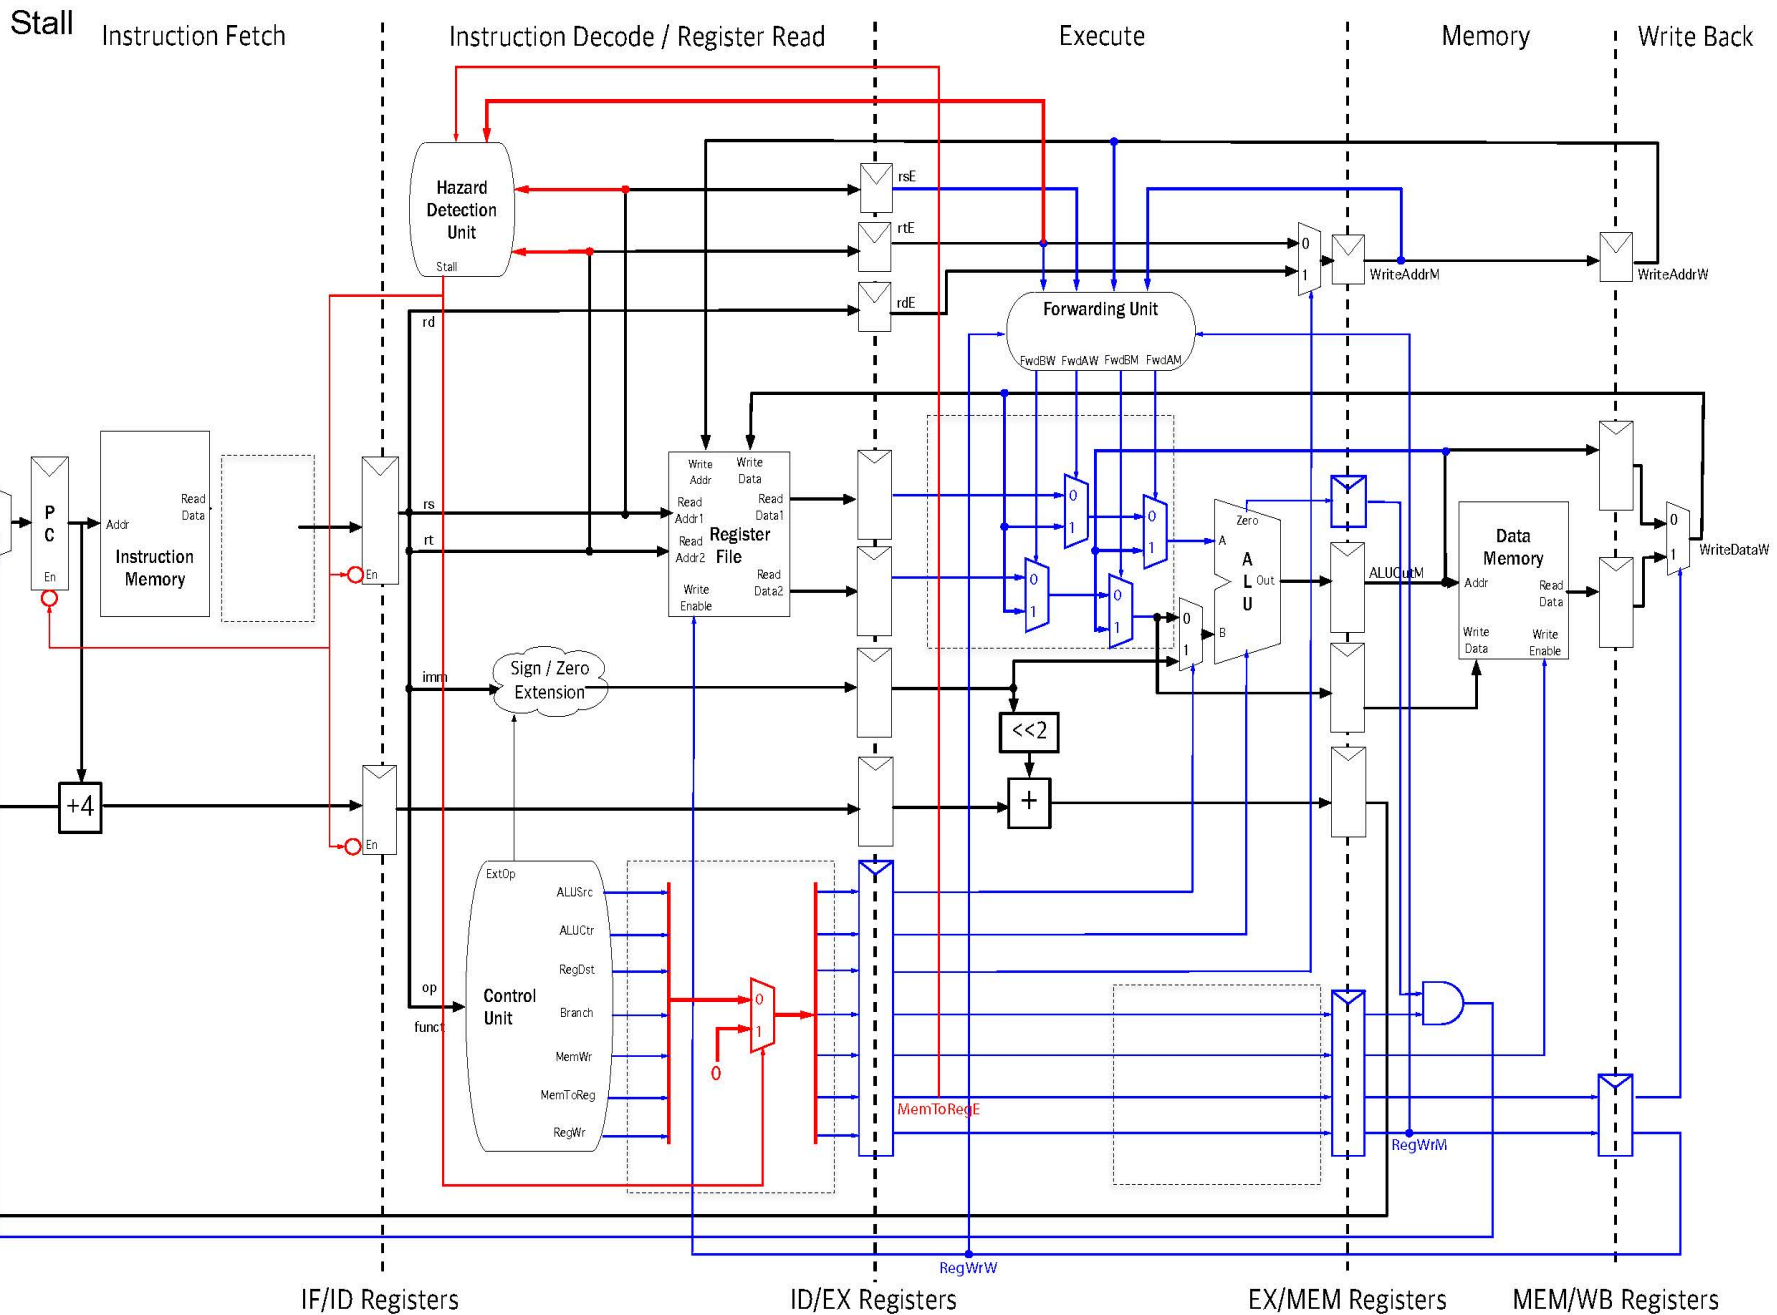 Stall
Instruction Fetch
Instruction Decode / Register Read
Execute
Memory
Write Back
Hazard
Detection
Unit
Stall
rsE
rtE
rdE
rd
0
1
WriteAddrM
WriteAddrW
Forwarding Unit
FwdBW FwdAW FwdBM FwdAM
P
C
En
Addr
Read
Data
Instruction
Memory
En
rs
rt
Write
Addr
Write
Data
Read
Addr1
Read
Data1
Read
Addr2
Register
File
Read
Data2
Write
Enable
0
1
0
1
0
1
0
1
0
1
Zero
A
A
L
U
Out
B
ALUOutM
Data
Memory
Addr
Read
Data
Write
Data
Write
Enable
0
1
WriteDataW
imm
Sign / Zero
Extension
<<2
+
+4
En
ExtOp
ALUSrc
ALUCtr
RegDst
Branch
MemWr
MemToReg
RegWr
op
funct
Control
Unit
0
1
0
MemToRegE
RegWrM
RegWrW
IF/ID Registers
ID/EX Registers
EX/MEM Registers
MEM/WB Registers